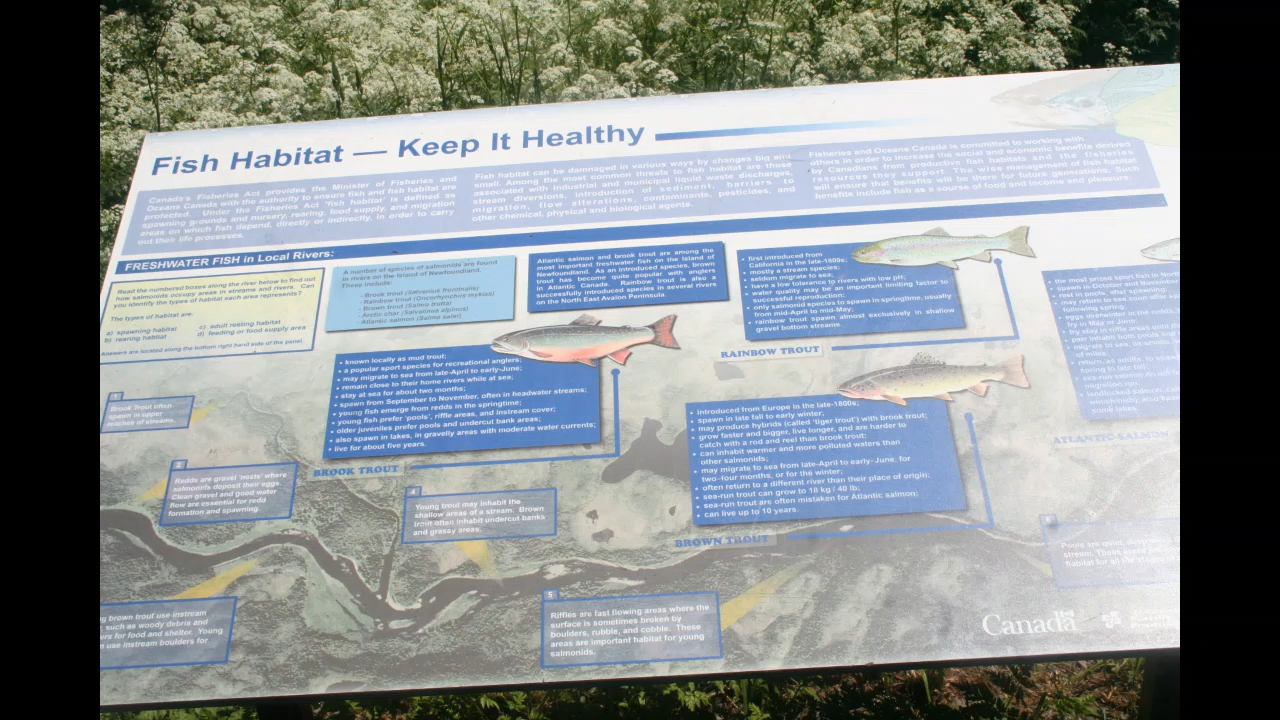 Fish Habitat — Keep It Healthy
Canada's Fisheries Act provides the Minister of Fisheries and
Oceans Canada with the authority to ensure fish and fish habitat are
protected. Under the Fisheries Act 'fish habitat' is defined as
spawning grounds and nursery, rearing, food supply and migration
areas on which fish depend, directly or indirectly, in order to carry
out their life processes.
Fish habitat can be damaged in various ways by changes big and
small. Among the most common threats to fish habitat are those
associated with industrial and municipal liquid waste discharges,
stream diversions, introduction of sediment, barriers to
migration, flow alterations, contaminants, pesticides, and
other chemical, physical and biological agents.
Fisheries and Oceans Canada is committed to working with
others in order to increase the social and economic benefits derived
by Canadians from productive fish habitats and the fisheries
resources they support. The wise management of fish habitat
will ensure that benefits will be there for future generations. Such
benefits include fish as a source of food and income and pleasure.
FRESHWATER FISH in Local Rivers:
Read the numbered boxes along the river below to find out
how salmonids occupy areas in streams and rivers. Can
you identify the types of habitat each area represents?
The types of habitat are:
a) spawning habitat
b) rearing habitat
c) adult resting habitat
d) feeding or food supply area
Answers are located along the bottom right hand side of the panel.
A number of species of salmonids are found
in rivers on the Island of Newfoundland.
These include:
- Brook trout (Salvelinus fontinalis)
- Rainbow trout (Oncorhynchus mykiss)
- Brown trout (Salmo trutta)
- Arctic char (Salvelinus alpinus)
- Atlantic salmon (Salmo salar)
Atlantic salmon and brook trout are among the
most important freshwater fish on the Island of
Newfoundland. As an introduced species, brown
trout has become quite popular with anglers
in Atlantic Canada. Rainbow trout is also a
successfully introduced species in several rivers
on the North East Avalon Peninsula.
• first introduced from
California in the late-1800s;
• mostly a stream species;
• seldom migrate to sea;
• have a low tolerance to rivers with low pH;
• water quality may be an important limiting factor to
successful reproduction;
• only salmonid species to spawn in springtime, usually
from mid-April to mid-May;
• rainbow trout spawn almost exclusively in shallow
gravel bottom streams.
RAINBOW TROUT
• known locally as mud trout;
• a popular sport species for recreational anglers;
• may migrate to sea from late-April to early-June;
• remain close to their home rivers while at sea;
• stay at sea for about two months;
• spawn from September to November, often in headwater streams;
• young fish emerge from redds in the springtime;
• young fish prefer 'pools', riffle areas, and instream cover;
• older juveniles prefer pools and undercut bank areas;
• also spawn in lakes, in gravelly areas with moderate water currents;
• live for about five years.
BROOK TROUT
• introduced from Europe in the late-1800s;
• spawn in late fall to early winter;
• may produce hybrids (called 'tiger trout') with brook trout;
• grow faster and bigger, live longer, and are harder to
catch with a rod and reel than brook trout;
• can inhabit warmer and more polluted waters than
other salmonids;
• may migrate to sea from late-April to early-June, for
two-four months, or for the winter;
• often return to a different river than their place of origin;
• sea-run trout can grow to 18 kg / 40 lb;
• sea-run trout are often mistaken for Atlantic salmon;
• can live up to 10 years.
BROWN TROUT
ATLANTIC SALMON
1
Brook Trout often
spawn in upper
reaches of streams.
2
Redds are gravel 'nests' where
salmonids deposit their eggs.
Clean gravel and good water
flow are essential for redd
formation and spawning.
brown trout use instream
such as woody debris and
for food and shelter. Young
use instream boulders for
4
Young trout may inhabit the
shallow areas of a stream. Brown
trout often inhabit undercut banks
and grassy areas.
5
Riffles are fast flowing areas where the
surface is sometimes broken by
boulders, rubble, and cobble. These
areas are important habitat for young
salmonids.
6
Pools are
stream. These
habitat for all
Canada